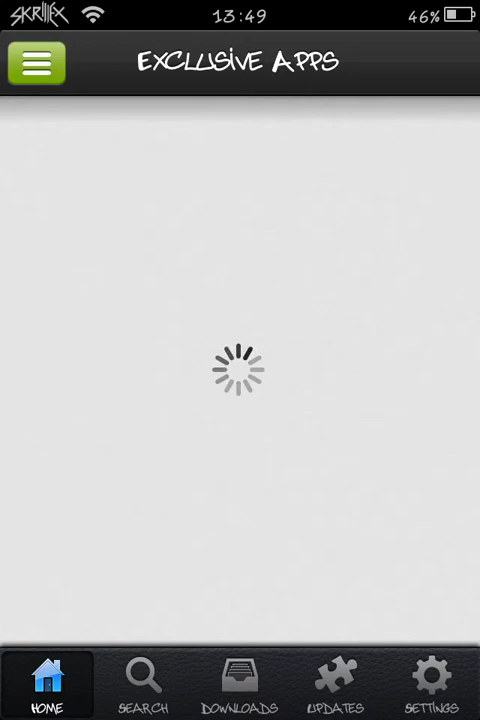 SKRILLEX 13:49 46%
Exclusive Apps
Home Search Downloads Updates Settings